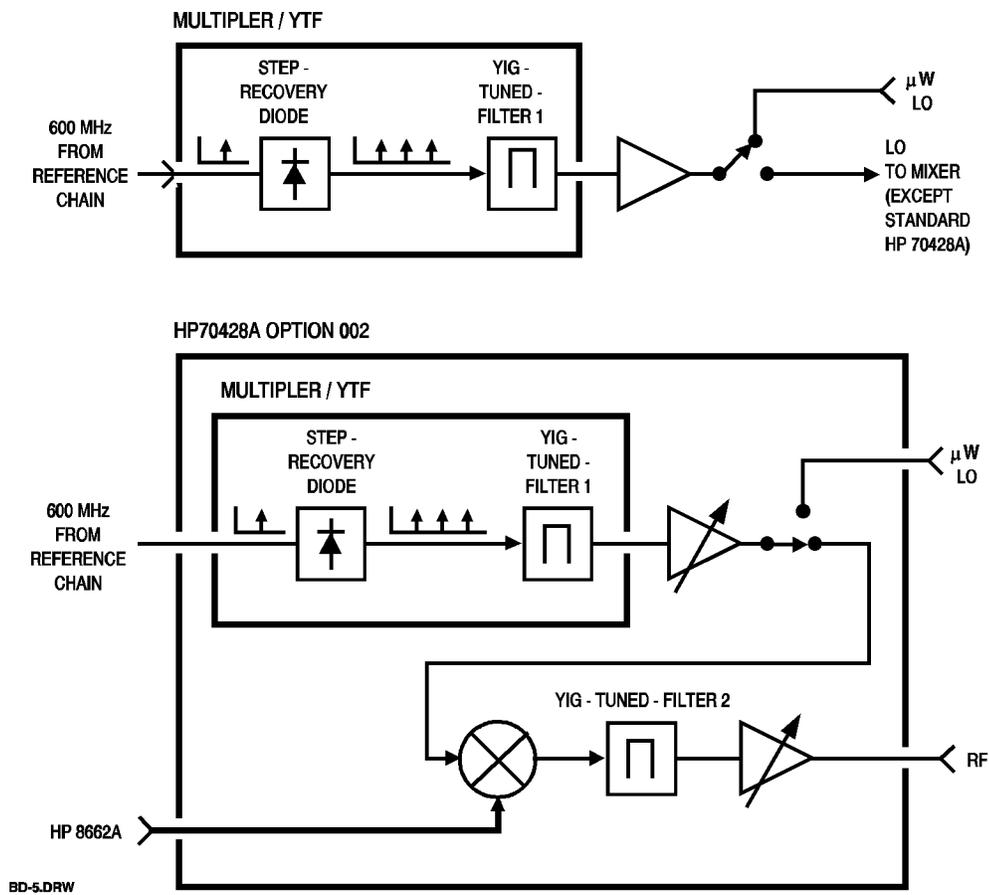 MULTIPLER / YTF
STEP -
RECOVERY
DIODE
YIG -
TUNED -
FILTER 1
600 MHz
FROM
REFERENCE
CHAIN
µW
LO
LO
TO MIXER
(EXCEPT
STANDARD
HP 70428A)
HP70428A OPTION 002
MULTIPLER / YTF
STEP -
RECOVERY
DIODE
YIG -
TUNED -
FILTER 1
600 MHz
FROM
REFERENCE
CHAIN
µW
LO
YIG - TUNED - FILTER 2
RF
HP 8662A
BD-5.DRW